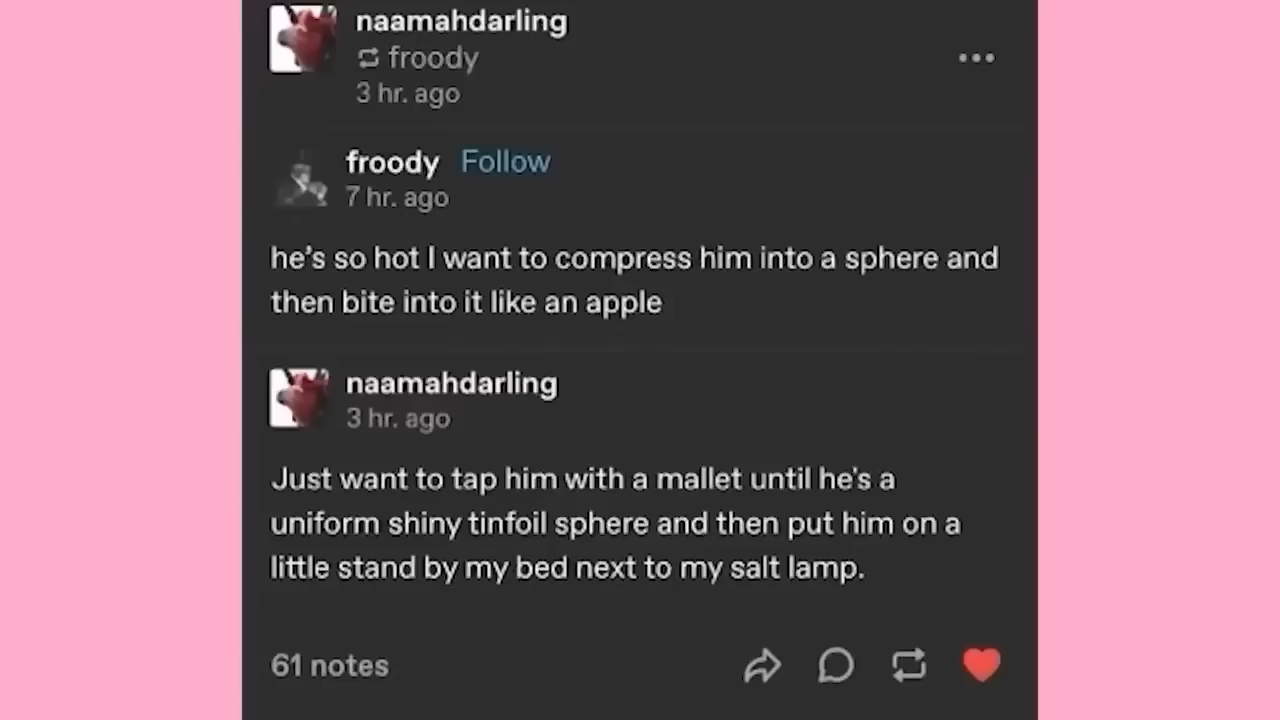 naamahdarling
froody
3 hr. ago
froody Follow
7 hr. ago
he's so hot I want to compress him into a sphere and
then bite into it like an apple
naamahdarling
3 hr. ago
Just want to tap him with a mallet until he's a
uniform shiny tinfoil sphere and then put him on a
little stand by my bed next to my salt lamp.
61 notes